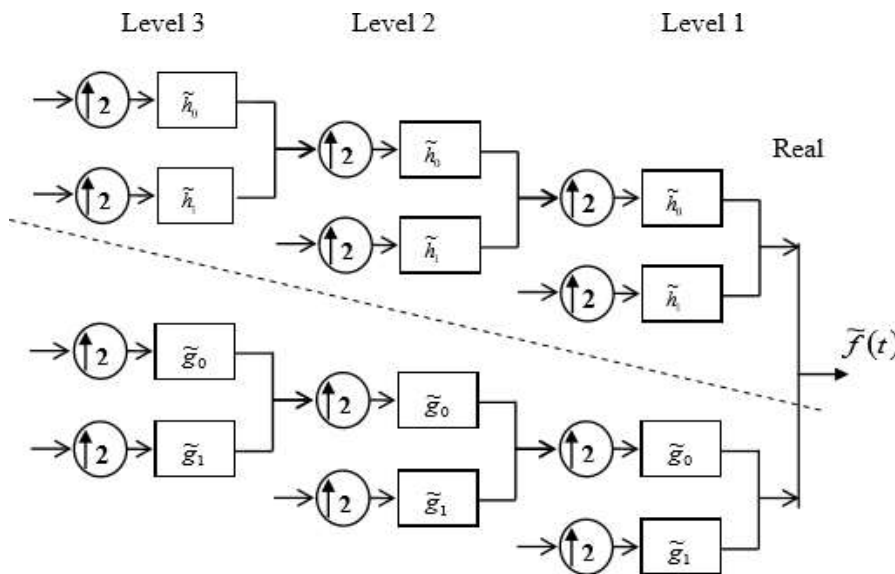 Level 3 Level 2 Level 1
↑2 h̃₀
↑2 h̃₀
Real
↑2 h̃₁
↑2 h̃₀
↑2 h̃₁
↑2 h̃₁
↑2 g̃₀
f̃(t)
↑2 g̃₀
↑2 g̃₁
↑2 g̃₀
↑2 g̃₁
↑2 g̃₁